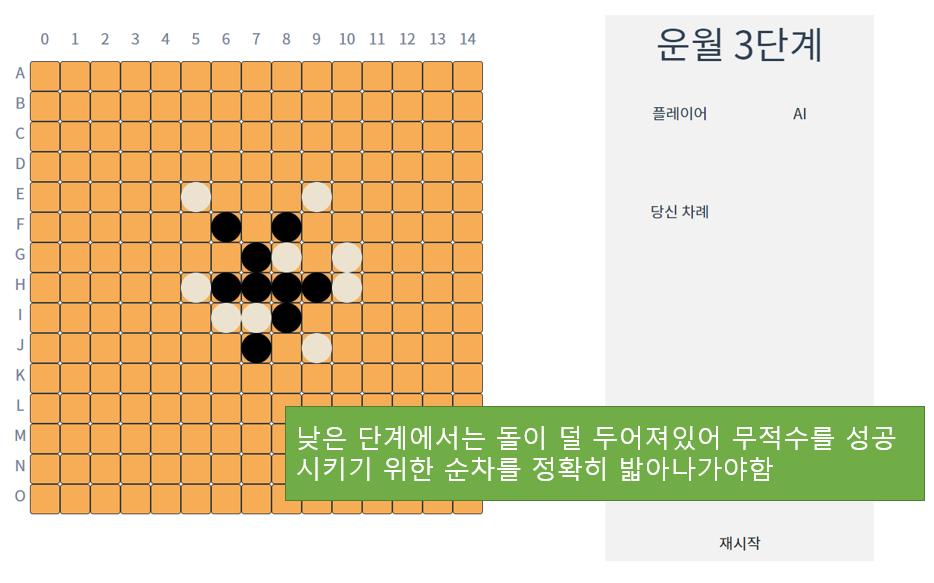 운월 3단계
0 1 2 3 4 5 6 7 8 9 10 11 12 13 14
A
B
C
D
E
F
G
H
I
J
K
L
M
N
O
플레이어 AI
당신 차례
낮은 단계에서는 돌이 덜 두어져있어 무적수를 성공
시키기 위한 순차를 정확히 밟아나가야함
재시작